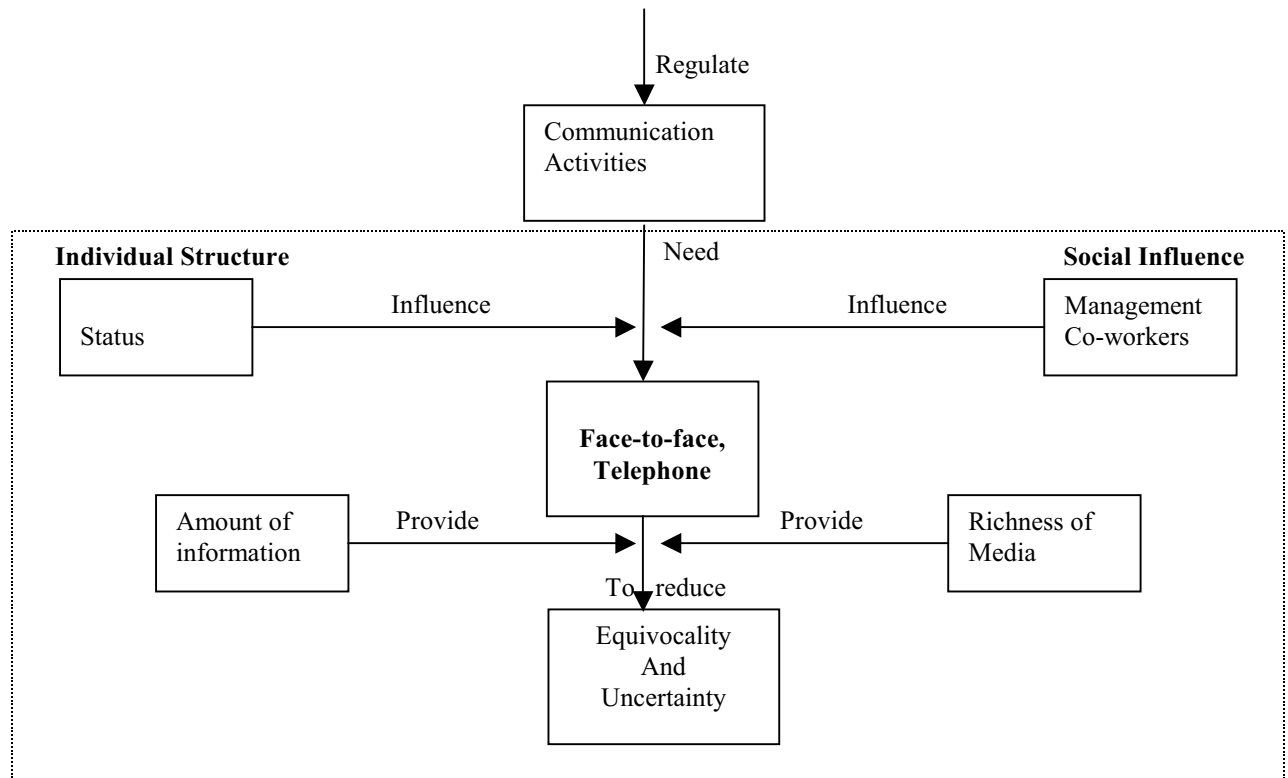 Regulate
Communication
Activities
Need
Individual Structure
Social Influence
Status
Influence
Influence
Management
Co-workers
Face-to-face,
Telephone
Amount of
information
Provide
Provide
Richness of
Media
To reduce
Equivocality
And
Uncertainty